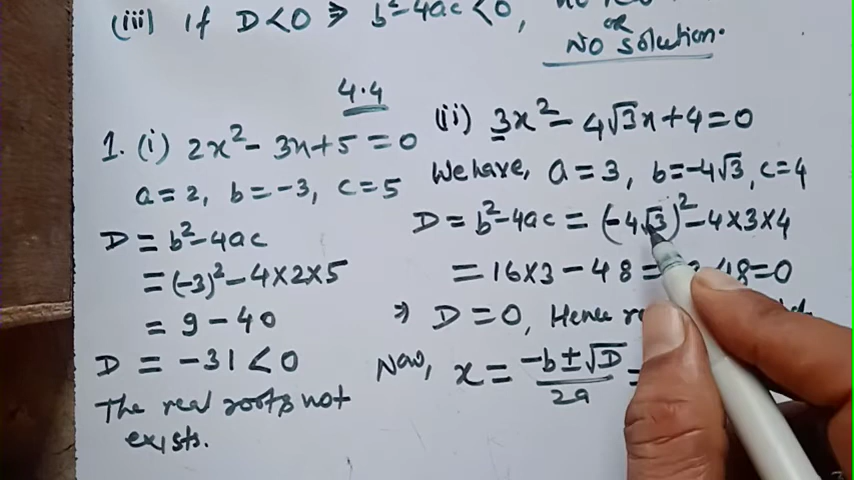 (iii) If D<0 ⇒ b²-4ac<0,
OR
No solution.
4.4
1. (i) 2x²-3x+5=0
a=2, b=-3, c=5
D=b²-4ac
=(-3)²-4×2×5
=9-40
D=-31<0
The real roots not
exists.
(ii) 3x²-4√3x+4=0
We have, a=3, b=-4√3, c=4
D=b²-4ac=(-4√3)²-4×3×4
=16×3-48= -48=0
⇒ D=0, Hence
Now, x=-b±√D/2a=